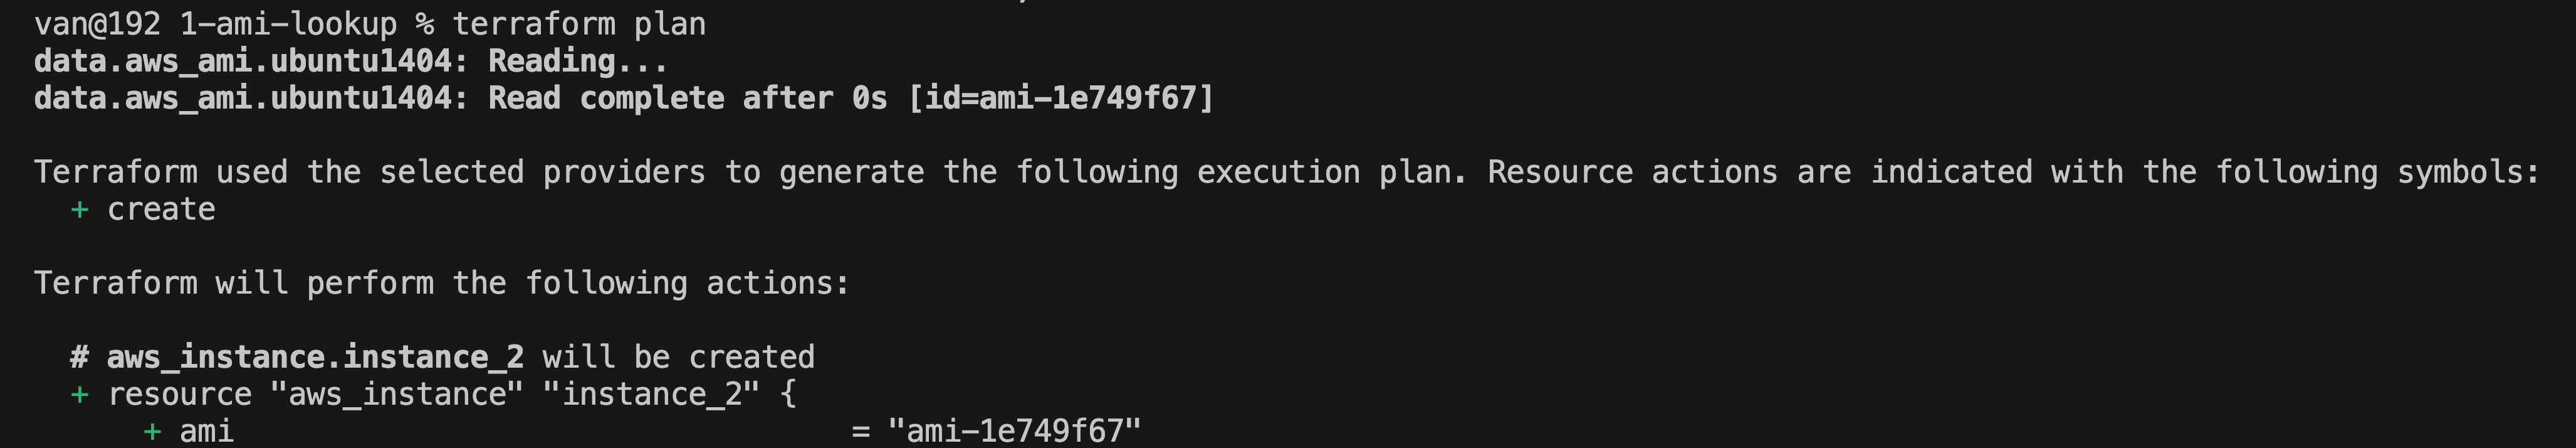 van@192 1-ami-lookup % terraform plan
data.aws_ami.ubuntu1404: Reading...
data.aws_ami.ubuntu1404: Read complete after 0s [id=ami-1e749f67]

Terraform used the selected providers to generate the following execution plan. Resource actions are indicated with the following symbols:
  + create

Terraform will perform the following actions:

  # aws_instance.instance_2 will be created
  + resource "aws_instance" "instance_2" {
      + ami                                  = "ami-1e749f67"